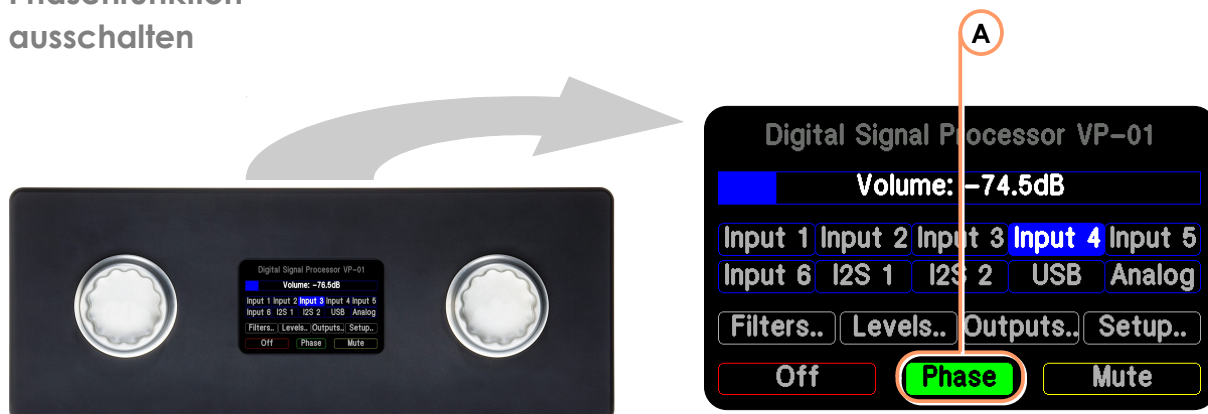 Phasenfunktion
ausschalten
A
Digital Signal Processor VP-01
Volume: -76.5dB
Input 1 Input 2 Input 3 Input 4 Input 5
Input 6 I2S 1 I2S 2 USB Analog
Filters.. Levels.. Outputs.. Setup..
Off Phase Mute
Digital Signal Processor VP-01
Volume: -74.5dB
Input 1 Input 2 Input 3 Input 4 Input 5
Input 6 I2S 1 I2S 2 USB Analog
Filters.. Levels.. Outputs.. Setup..
Off Phase Mute